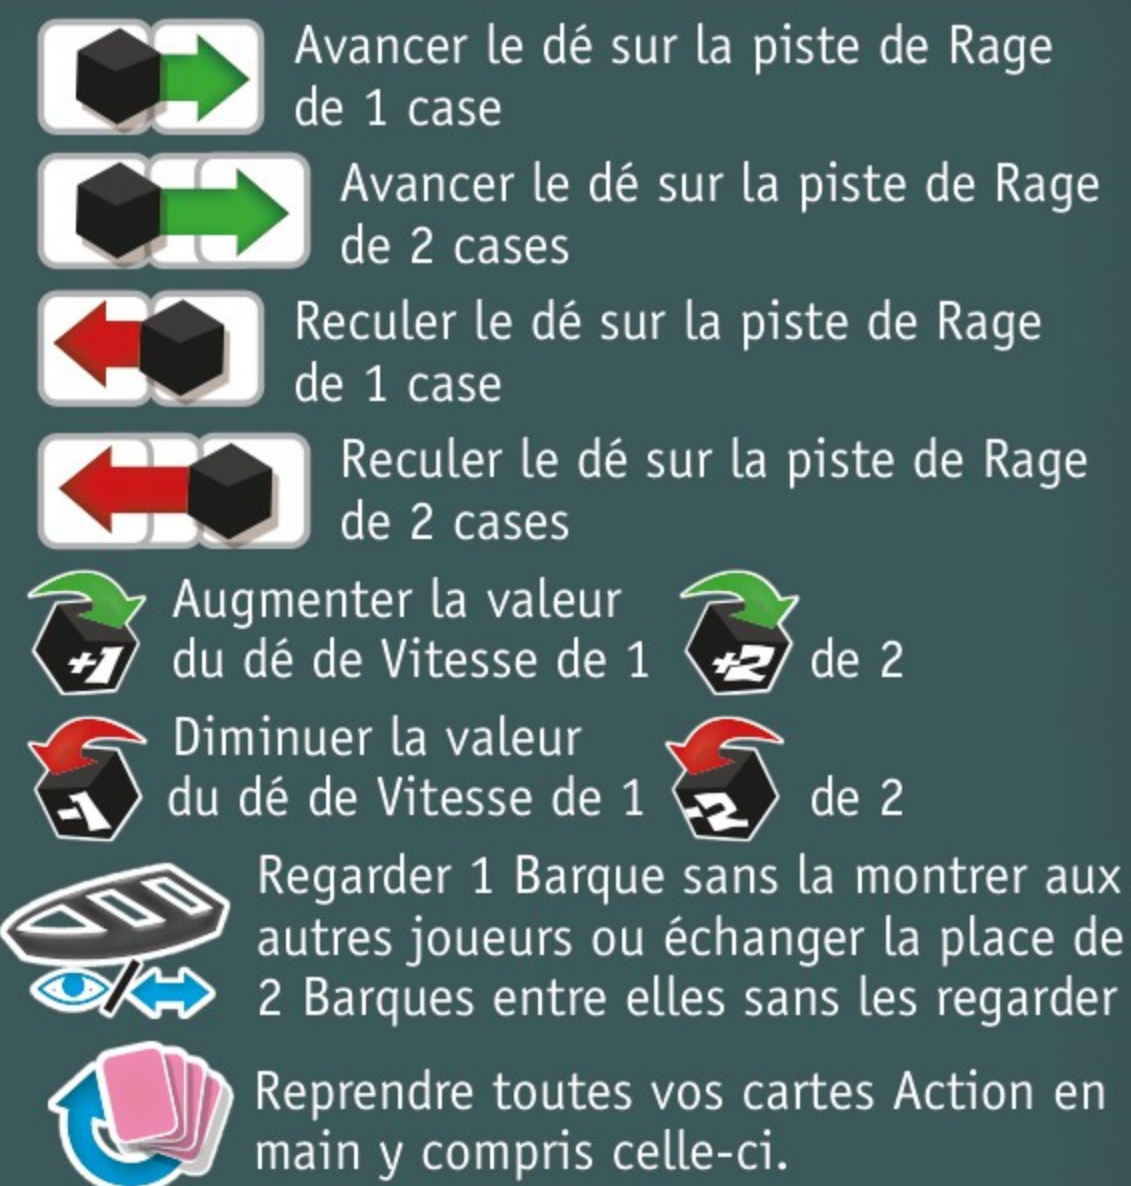 Avancer le dé sur la piste de Rage
de 1 case
Avancer le dé sur la piste de Rage
de 2 cases
Reculer le dé sur la piste de Rage
de 1 case
Reculer le dé sur la piste de Rage
de 2 cases
Augmenter la valeur
+1 du dé de Vitesse de 1 +2 de 2
Diminuer la valeur
-1 du dé de Vitesse de 1 -2 de 2
Regarder 1 Barque sans la montrer aux
autres joueurs ou échanger la place de
2 Barques entre elles sans les regarder
Reprendre toutes vos cartes Action en
main y compris celle-ci.